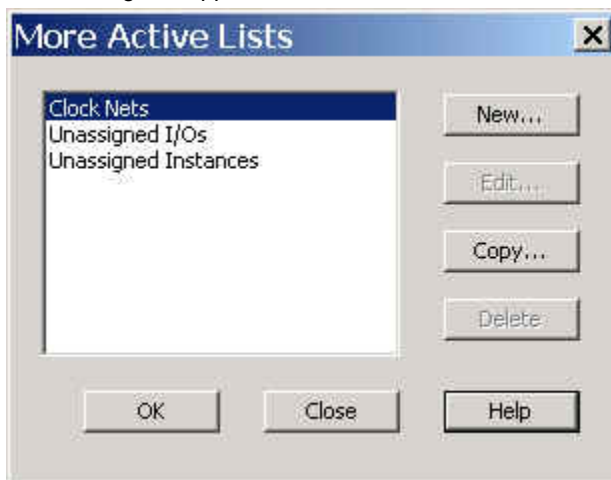 More Active Lists
Clock Nets
Unassigned I/Os
Unassigned Instances
New...
Edit...
Copy...
Delete
OK
Close
Help